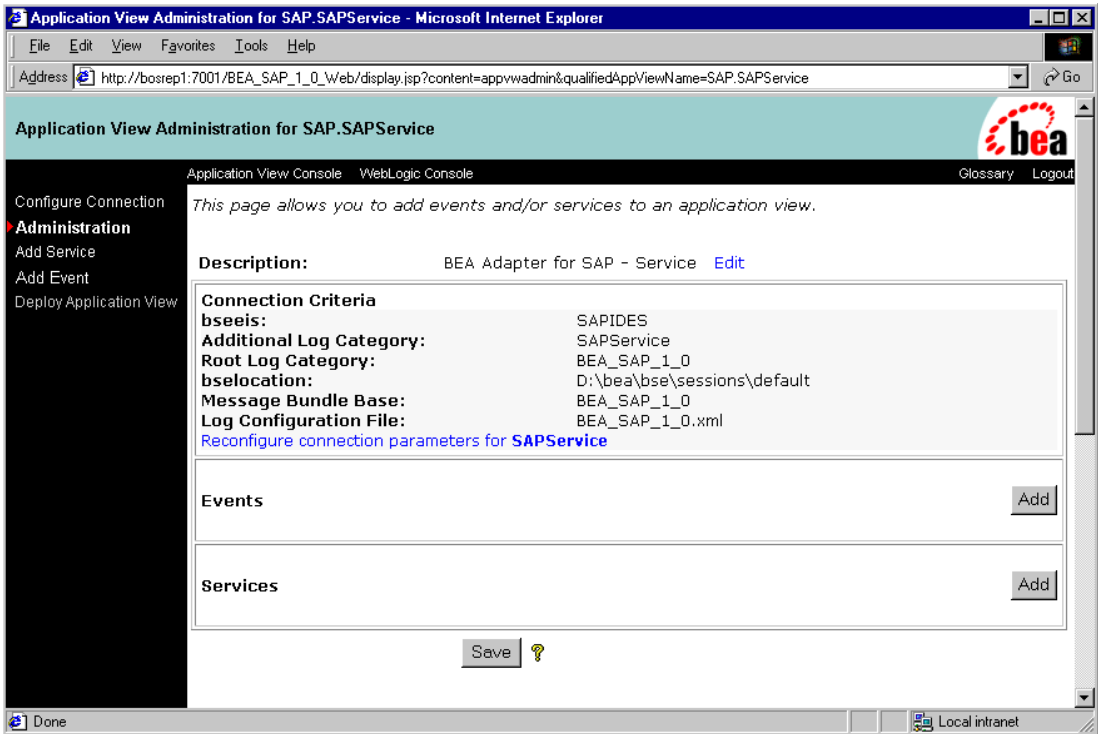 Application View Administration for SAP.SAPService - Microsoft Internet Explorer
File Edit View Favorites Tools Help
Address http://bosrep1:7001/BEA_SAP_1_0_Web/display.jsp?content=appvwadmin&qualifiedAppViewName=SAP.SAPService Go
Application View Administration for SAP.SAPService
bea
Application View Console WebLogic Console Glossary Logout
Configure Connection
Administration
Add Service
Add Event
Deploy Application View
This page allows you to add events and/or services to an application view.
Description: BEA Adapter for SAP - Service Edit
Connection Criteria
bseeis: SAPIDES
Additional Log Category: SAPService
Root Log Category: BEA_SAP_1_0
bselocation: D:\bea\bse\sessions\default
Message Bundle Base: BEA_SAP_1_0
Log Configuration File: BEA_SAP_1_0.xml
Reconfigure connection parameters for SAPService
Events Add
Services Add
Save ?
Done Local intranet